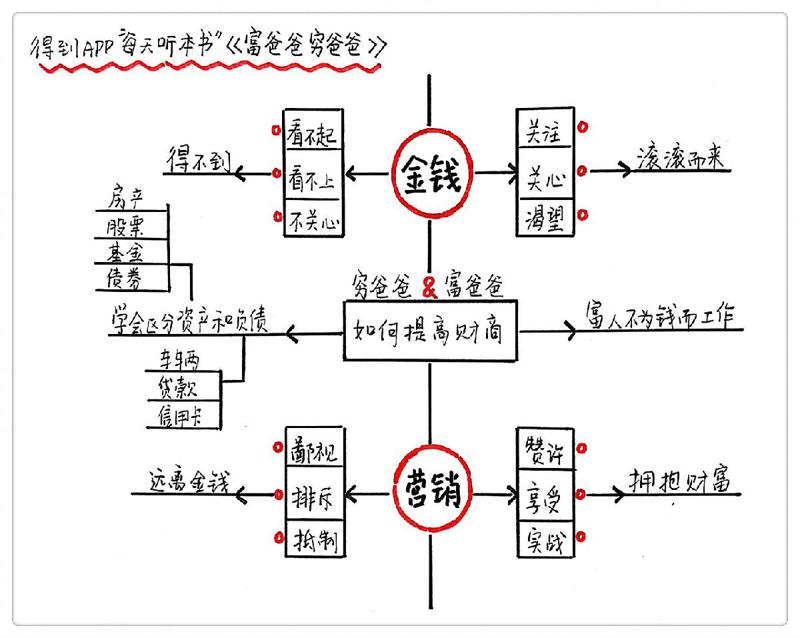 得到APP"每天听本书"《富爸爸穷爸爸》
看不起
看不上
不关心
得不到
金钱
关注
关心
渴望
滚滚而来
房产
股票
基金
债券
学会区分资产和负债
车辆
贷款
信用卡
穷爸爸 & 富爸爸
如何提高财商
富人不为钱而工作
鄙视
排斥
抵制
远离金钱
营销
赞许
享受
实战
拥抱财富